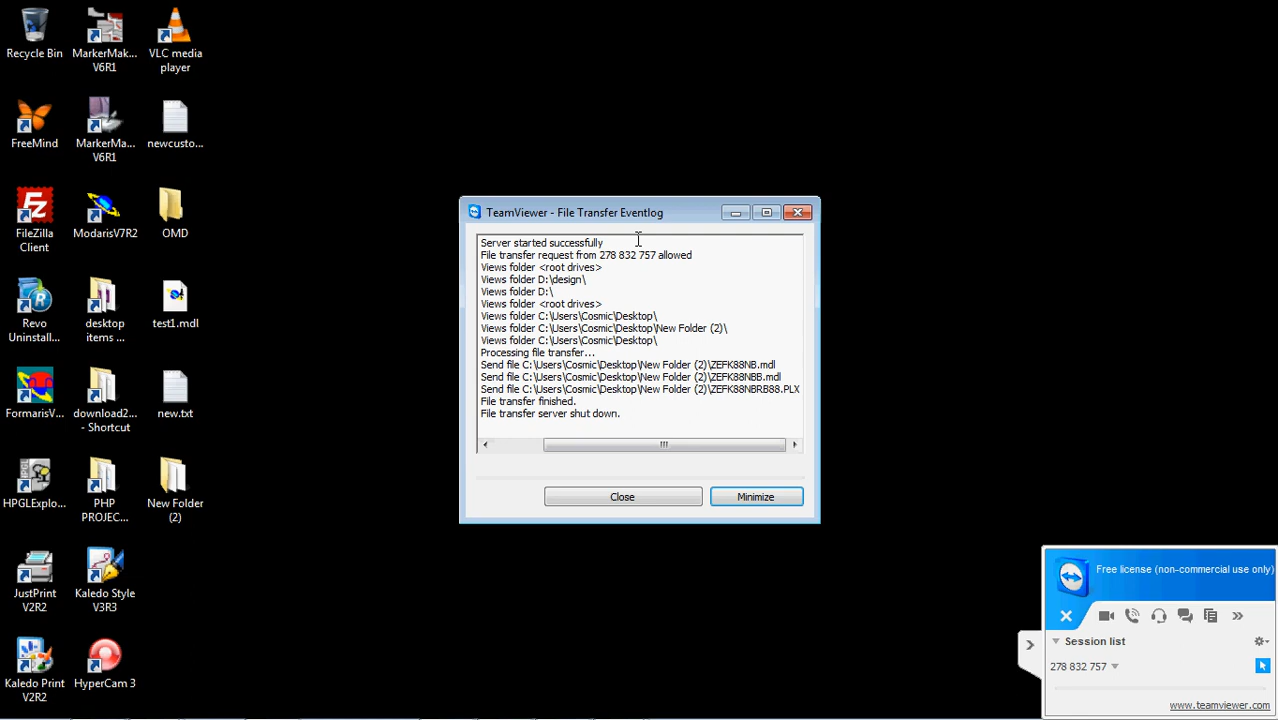 Recycle Bin
MarkerMak...
V6R1
VLC media
player
FreeMind
MarkerMa...
V6R1
newcusto...
FileZilla
Client
ModarisV7R2
OMD
Revo
Uninstall...
desktop
items ...
test1.mdl
FormarisV...
download2...
- Shortcut
new.txt
HPGLExplo...
PHP
PROJEC...
New Folder
(2)
JustPrint
V2R2
Kaledo Style
V3R3
Kaledo Print
V2R2
HyperCam 3
TeamViewer - File Transfer Eventlog
Server started successfully
File transfer request from 278 832 757 allowed
Views folder <root drives>
Views folder D:\design\
Views folder D:\
Views folder <root drives>
Views folder C:\Users\Cosmic\Desktop\
Views folder C:\Users\Cosmic\Desktop\New Folder (2)\
Views folder C:\Users\Cosmic\Desktop\
Processing file transfer...
Send file C:\Users\Cosmic\Desktop\New Folder (2)\ZEFK88NB.mdl
Send file C:\Users\Cosmic\Desktop\New Folder (2)\ZEFK88NBB.mdl
Send file C:\Users\Cosmic\Desktop\New Folder (2)\ZEFK88NBRB88.PLX
File transfer finished.
File transfer server shut down.
Close
Minimize
Free license (non-commercial use only)
Session list
278 832 757
www.teamviewer.com